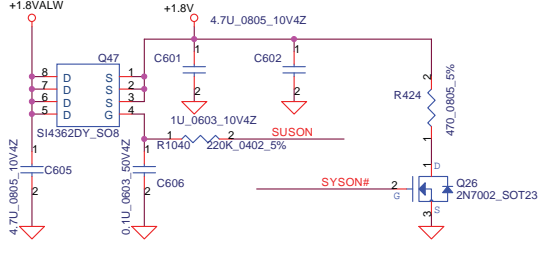 +1.8VALW
+1.8V
4.7U_0805_10V4Z
Q47
8 D S 1
7 D S 2
6 D S 3
5 D G 4
SI4362DY_SO8
1
C601
2
1
C602
2
2
R424
1
470_0805_5%
1U_0603_10V4Z
1 2
R1040 220K_0402_5%
SUSON
1
C605
2
4.7U_0805_10V4Z
1
C606
2
0.1U_0603_50V4Z
SYSON#
2
G
1
D
S
3
Q26
2N7002_SOT23